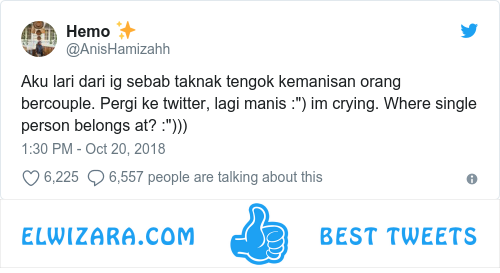 Hemo ✨
@AnisHamizahh
Aku lari dari ig sebab taknak tengok kemanisan orang
bercouple. Pergi ke twitter, lagi manis :") im crying. Where single
person belongs at? :")))
1:30 PM - Oct 20, 2018
6,225 6,557 people are talking about this
ELWIZARA.COM BEST TWEETS